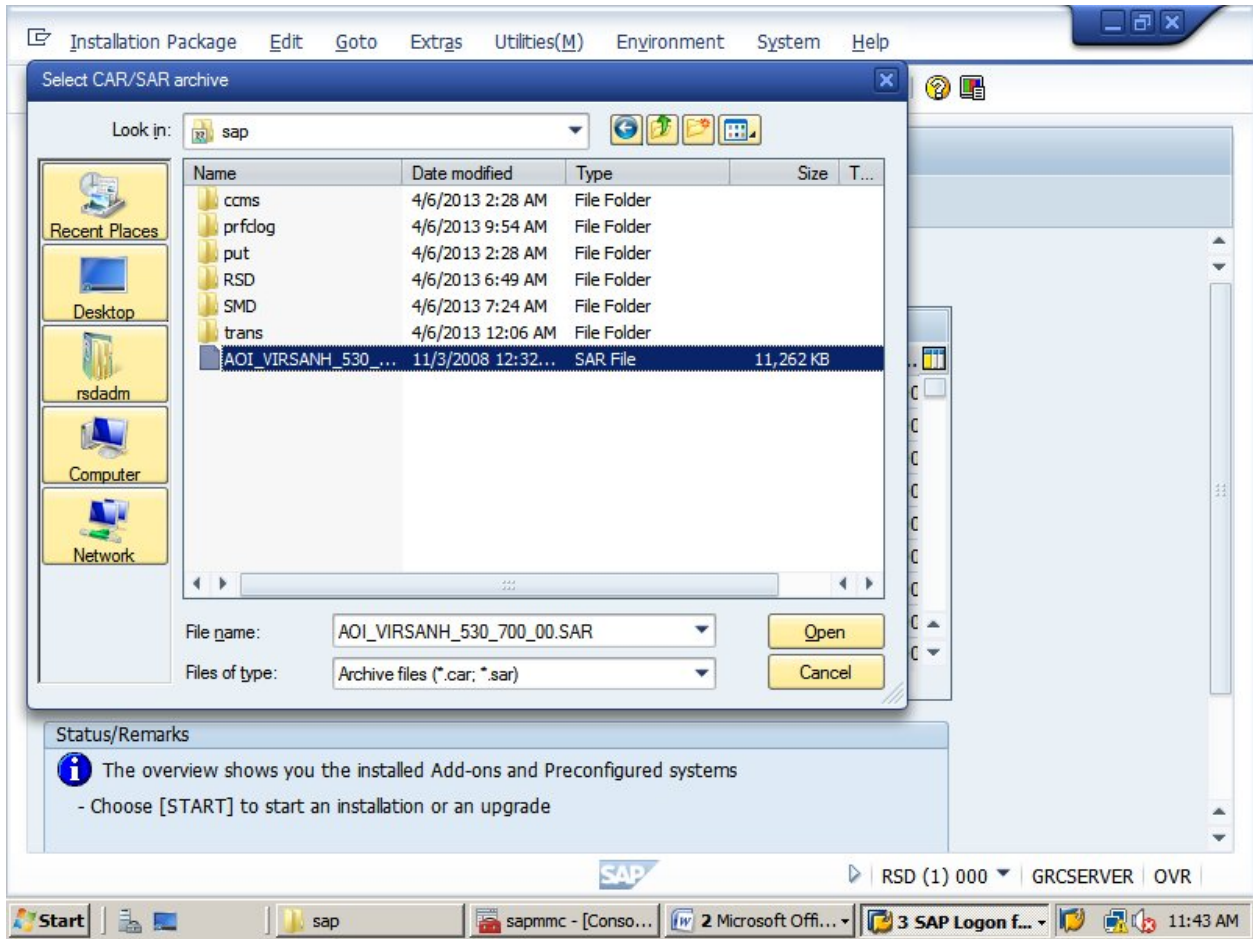 Installation Package Edit Goto Extras Utilities(M) Environment System Help
Select CAR/SAR archive
Look in: sap
Name Date modified Type Size T...
ccms 4/6/2013 2:28 AM File Folder
prfclog 4/6/2013 9:54 AM File Folder
put 4/6/2013 2:28 AM File Folder
RSD 4/6/2013 6:49 AM File Folder
SMD 4/6/2013 7:24 AM File Folder
trans 4/6/2013 12:06 AM File Folder
AOI_VIRSANH_530_... 11/3/2008 12:32... SAR File 11,262 KB
Recent Places
Desktop
rsdadm
Computer
Network
File name: AOI_VIRSANH_530_700_00.SAR Open
Files of type: Archive files (*.car; *.sar) Cancel
Status/Remarks
The overview shows you the installed Add-ons and Preconfigured systems
- Choose [START] to start an installation or an upgrade
SAP RSD (1) 000 GRCSERVER OVR
Start sap sapmmc - [Conso... 2 Microsoft Offi... 3 SAP Logon f... 11:43 AM